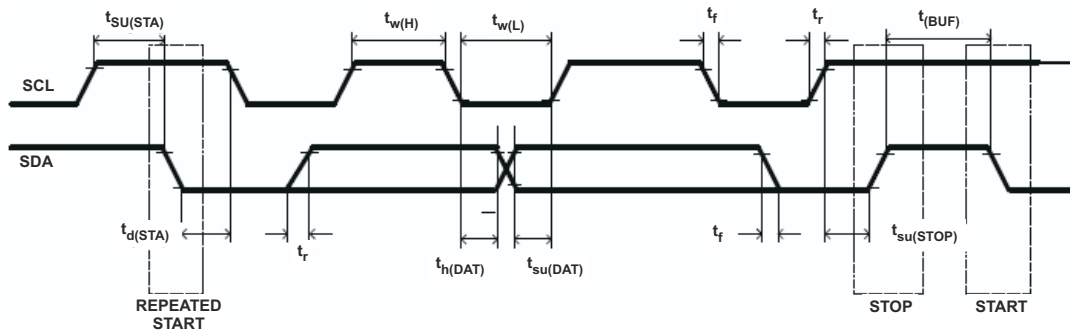 tSU(STA) tw(H) tw(L) tf tr t(BUF)
SCL
SDA
td(STA) tr th(DAT) tsu(DAT) tf tsu(STOP)
REPEATED
START
STOP
START